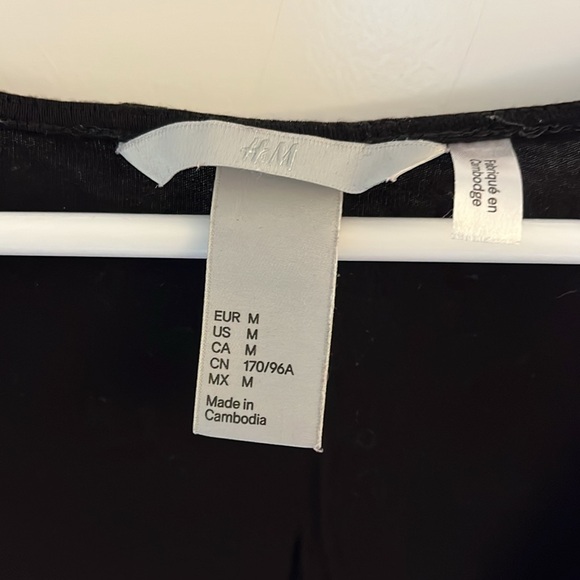 H&M
Fabriqué en
Cambodge
EUR M
US M
CA M
CN 170/96A
MX M
Made in
Cambodia